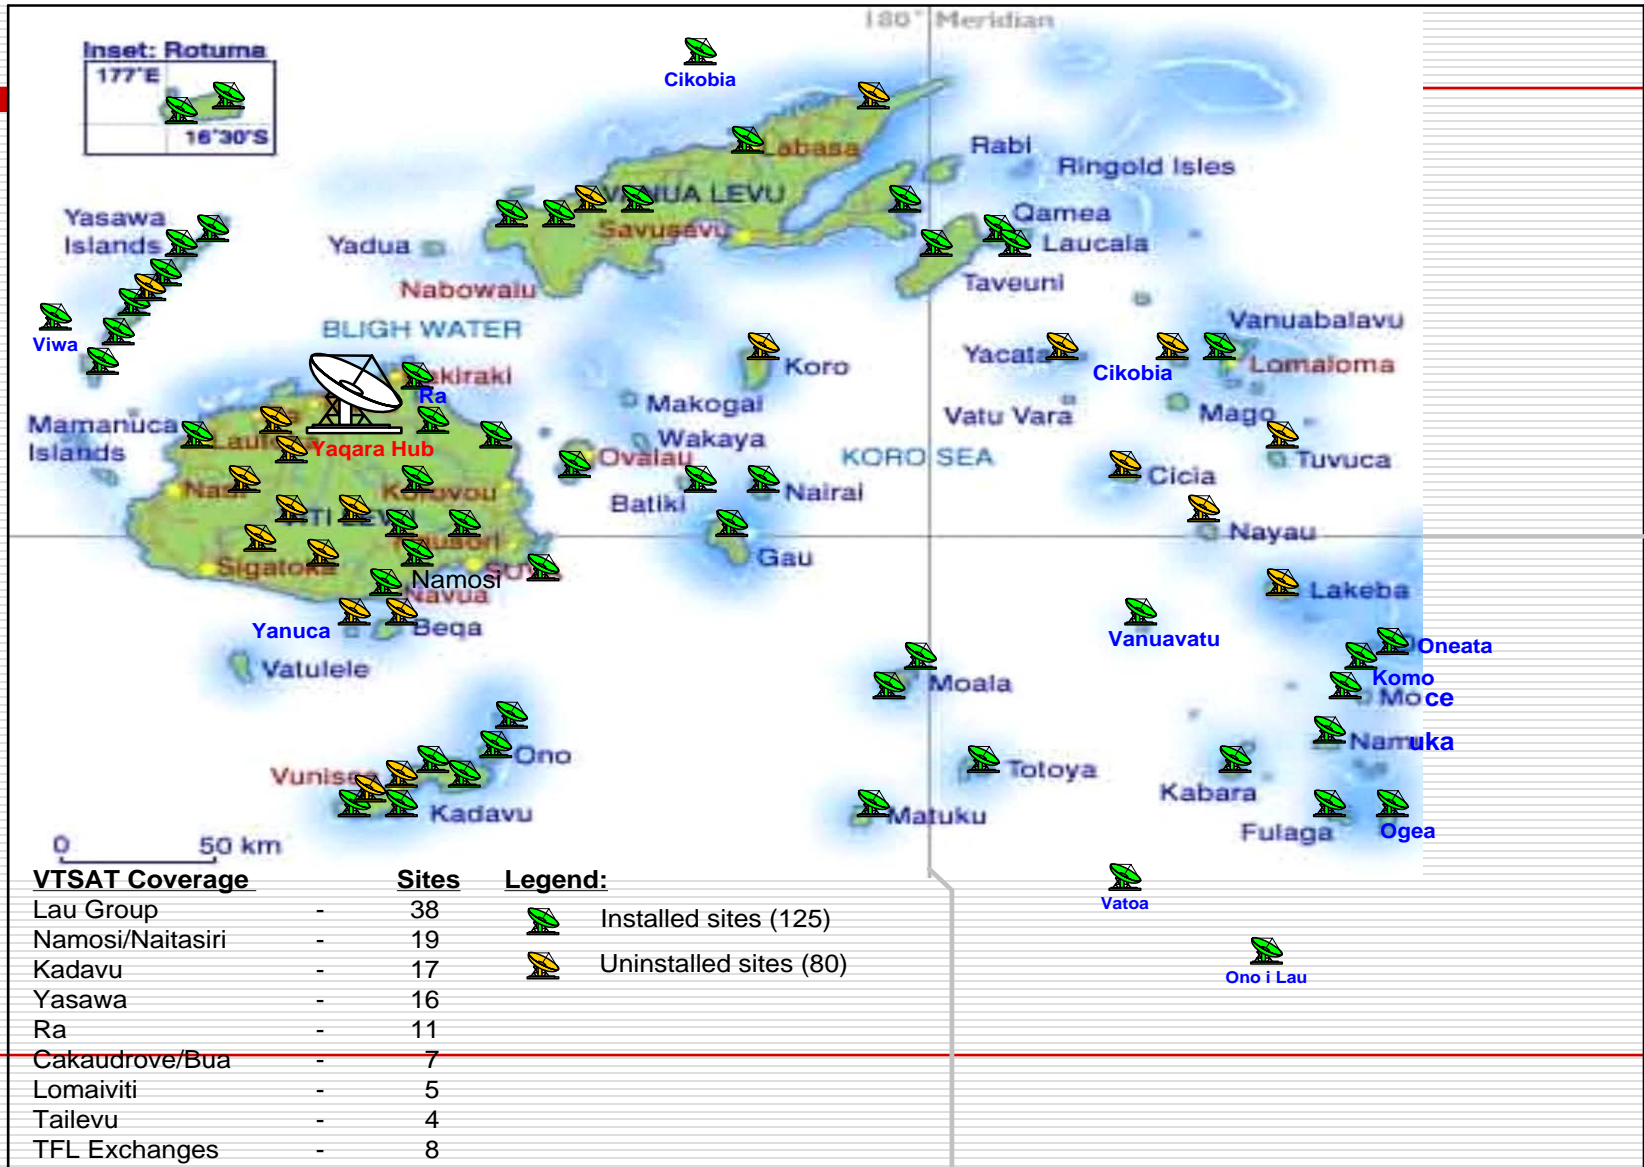 180° Meridian
Inset: Rotuma
177°E
16°30'S
Cikobia
Labasa
Rabi
Ringold Isles
VANUA LEVU
Yasawa
Islands
Qamea
Savusavu
Laucala
Yadua
Taveuni
Nabowalu
Viwa
BLIGH WATER
Vanuabalavu
Yacata
Cikobia
Lomaloma
Koro
Ra
Makogai
Vatu Vara
Mago
Mamanuca
Islands
Yaqara Hub
Wakaya
Ovalau
KORO SEA
Tuvuca
Cicia
Korovou
Batiki
Nairai
Nayau
Gau
Sigatoka
Namosi
Navua
Lakeba
Yanuca
Beqa
Vanuavatu
Oneata
Vatulele
Komo
Moala
Moce
Namuka
Ono
Totoya
Vunisea
Kabara
Kadavu
Matuku
Fulaga
Ogea
0 50 km
VTSAT Coverage Sites Legend:
Lau Group - 38
Installed sites (125)
Namosi/Naitasiri - 19
Uninstalled sites (80)
Kadavu - 17
Yasawa - 16
Ra - 11
Cakaudrove/Bua - 7
Lomaiviti - 5
Tailevu - 4
TFL Exchanges - 8
Vatoa
Ono i Lau